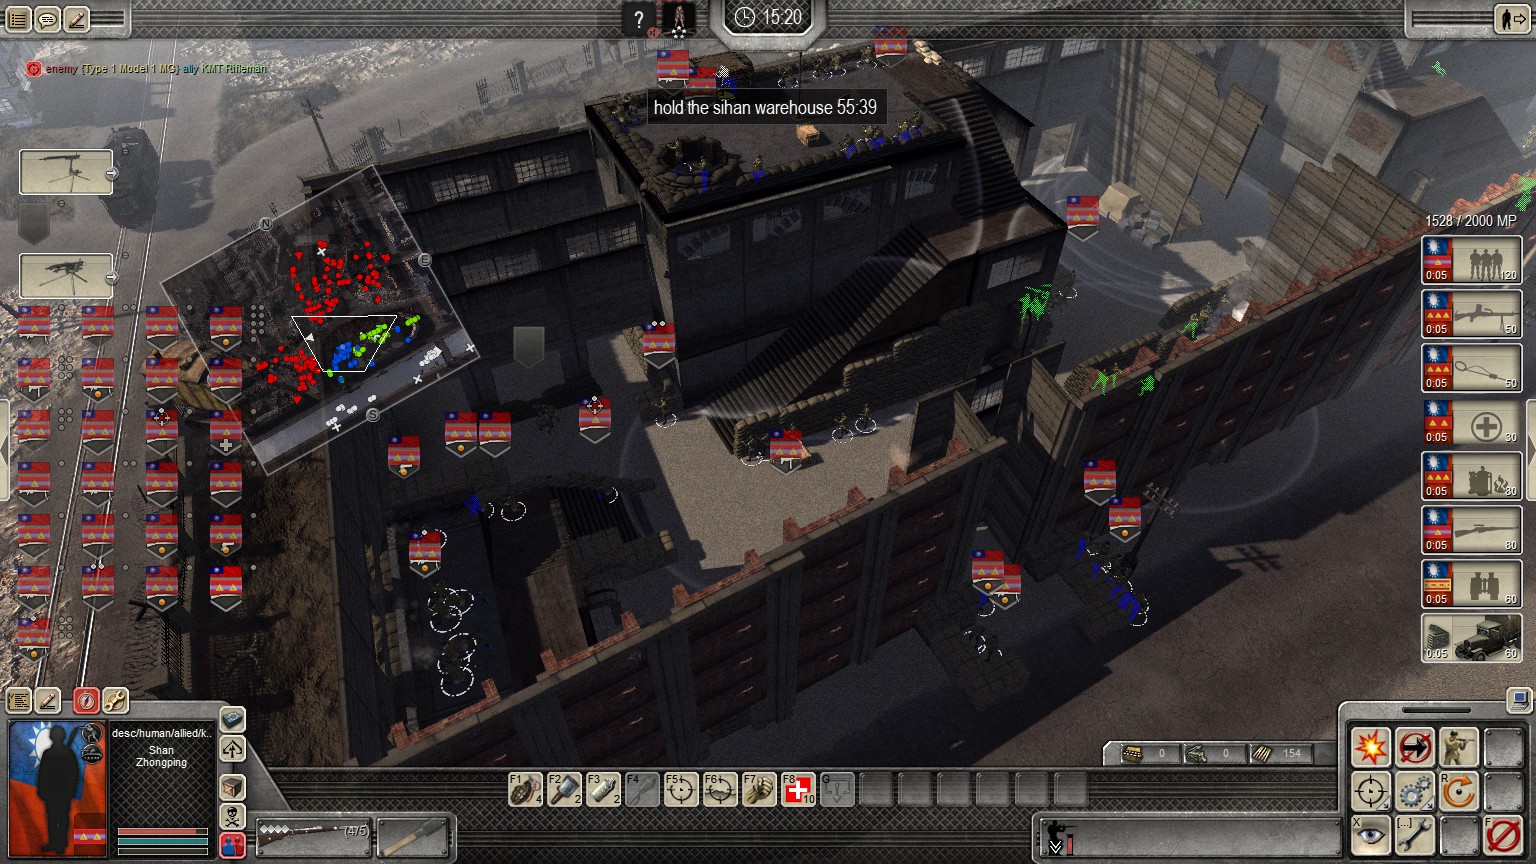 15:20
?
enemy {Type 1 Model 1 MG} ally KMT Rifleman
hold the sihan warehouse 55:39
N
E
S
1528 / 2000 MP
0:05 120
0:05 50
0:05 50
0:05 30
0:05 80
0:05 80
0:05 60
0:05 60
desc/human/allied/k..
Shan
Zhongping
F1 4
F2 2
F3 2
F4
F5
F6
F7
F8 10
G
0
0
154
(4/5)
R
X
[...]
F